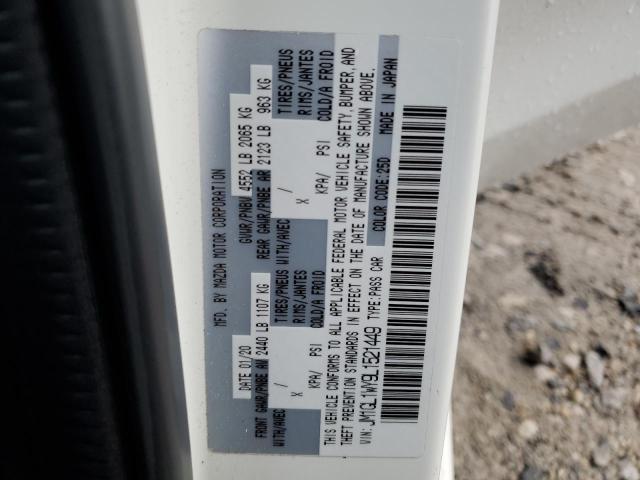 MFD. BY MAZDA MOTOR CORPORATION
DATE 01/20 GVWR/PNBV 4552 LB 2065 KG
FRONT GAWR/PNBE AV 2440 LB 1107 KG REAR GAWR/PNBE AR 2123 LB 963 KG
WITH/AVEC TIRES/PNEUS WITH/AVEC TIRES/PNEUS
/ RIMS/JANTES / RIMS/JANTES
X COLD/A FROID X COLD/A FROID
KPA/ PSI KPA/ PSI
THIS VEHICLE CONFORMS TO ALL APPLICABLE FEDERAL MOTOR VEHICLE SAFETY, BUMPER, AND
THEFT PREVENTION STANDARDS IN EFFECT ON THE DATE OF MANUFACTURE SHOWN ABOVE.
VIN: JM1GL1WY9L1521449 TYPE:PASS CAR COLOR CODE:25D MADE IN JAPAN